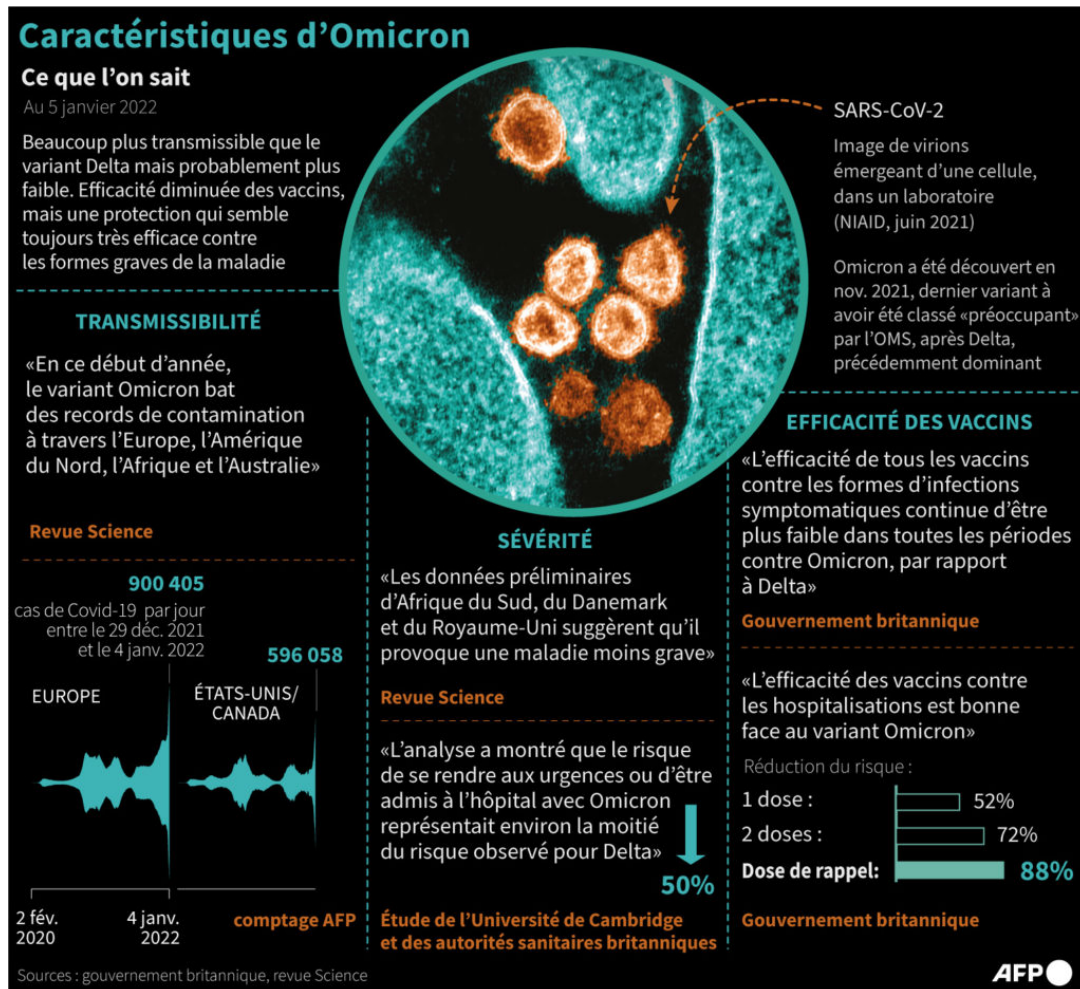 Caractéristiques d’Omicron
Ce que l’on sait
Au 5 janvier 2022
Beaucoup plus transmissible que le
variant Delta mais probablement plus
faible. Efficacité diminuée des vaccins,
mais une protection qui semble
toujours très efficace contre
les formes graves de la maladie
SARS-CoV-2
Image de virions
émergeant d’une cellule,
dans un laboratoire
(NIAID, juin 2021)
Omicron a été découvert en
nov. 2021, dernier variant à
avoir été classé «préoccupant»
par l’OMS, après Delta,
précédemment dominant
TRANSMISSIBILITÉ
«En ce début d’année,
le variant Omicron bat
des records de contamination
à travers l’Europe, l’Amérique
du Nord, l’Afrique et l’Australie»
Revue Science
900 405
cas de Covid-19 par jour
entre le 29 déc. 2021
et le 4 janv. 2022
596 058
EUROPE
ÉTATS-UNIS/
CANADA
2 fév.
2020
4 janv.
2022
comptage AFP
SÉVÉRITÉ
«Les données préliminaires
d’Afrique du Sud, du Danemark
et du Royaume-Uni suggèrent qu’il
provoque une maladie moins grave»
Revue Science
«L’analyse a montré que le risque
de se rendre aux urgences ou d’être
admis à l’hôpital avec Omicron
représentait environ la moitié
du risque observé pour Delta»
50%
Étude de l’Université de Cambridge
et des autorités sanitaires britanniques
EFFICACITÉ DES VACCINS
«L’efficacité de tous les vaccins
contre les formes d’infections
symptomatiques continue d’être
plus faible dans toutes les périodes
contre Omicron, par rapport
à Delta»
Gouvernement britannique
«L’efficacité des vaccins contre
les hospitalisations est bonne
face au variant Omicron»
Réduction du risque :
1 dose : 52%
2 doses : 72%
Dose de rappel: 88%
Gouvernement britannique
Sources : gouvernement britannique, revue Science
AFP